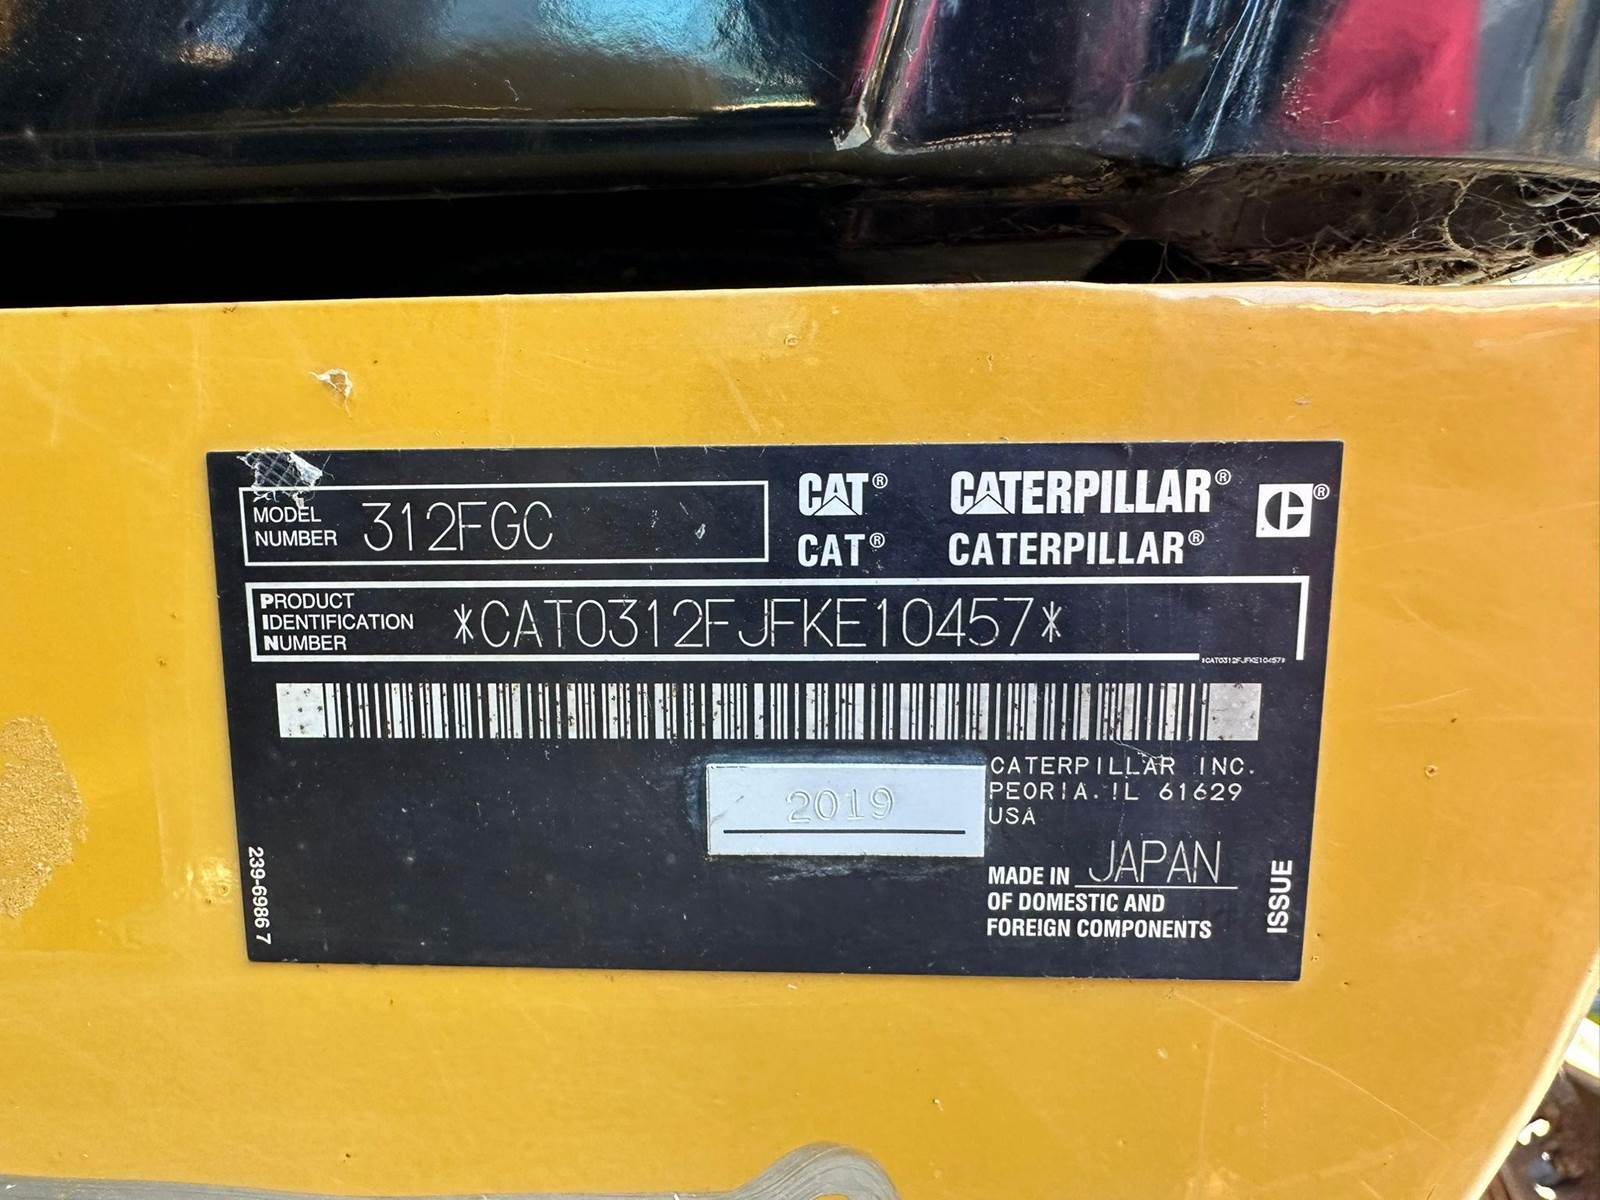 MODEL NUMBER 312FGC
CAT® CATERPILLAR® ®
CAT® CATERPILLAR®
PRODUCT
IDENTIFICATION
NUMBER
*CAT0312FJFKE10457*
*CAT0312FJFKE10457*
2019
CATERPILLAR INC.
PEORIA. IL 61629
USA
MADE IN JAPAN
OF DOMESTIC AND
FOREIGN COMPONENTS
239-6986 7
ISSUE